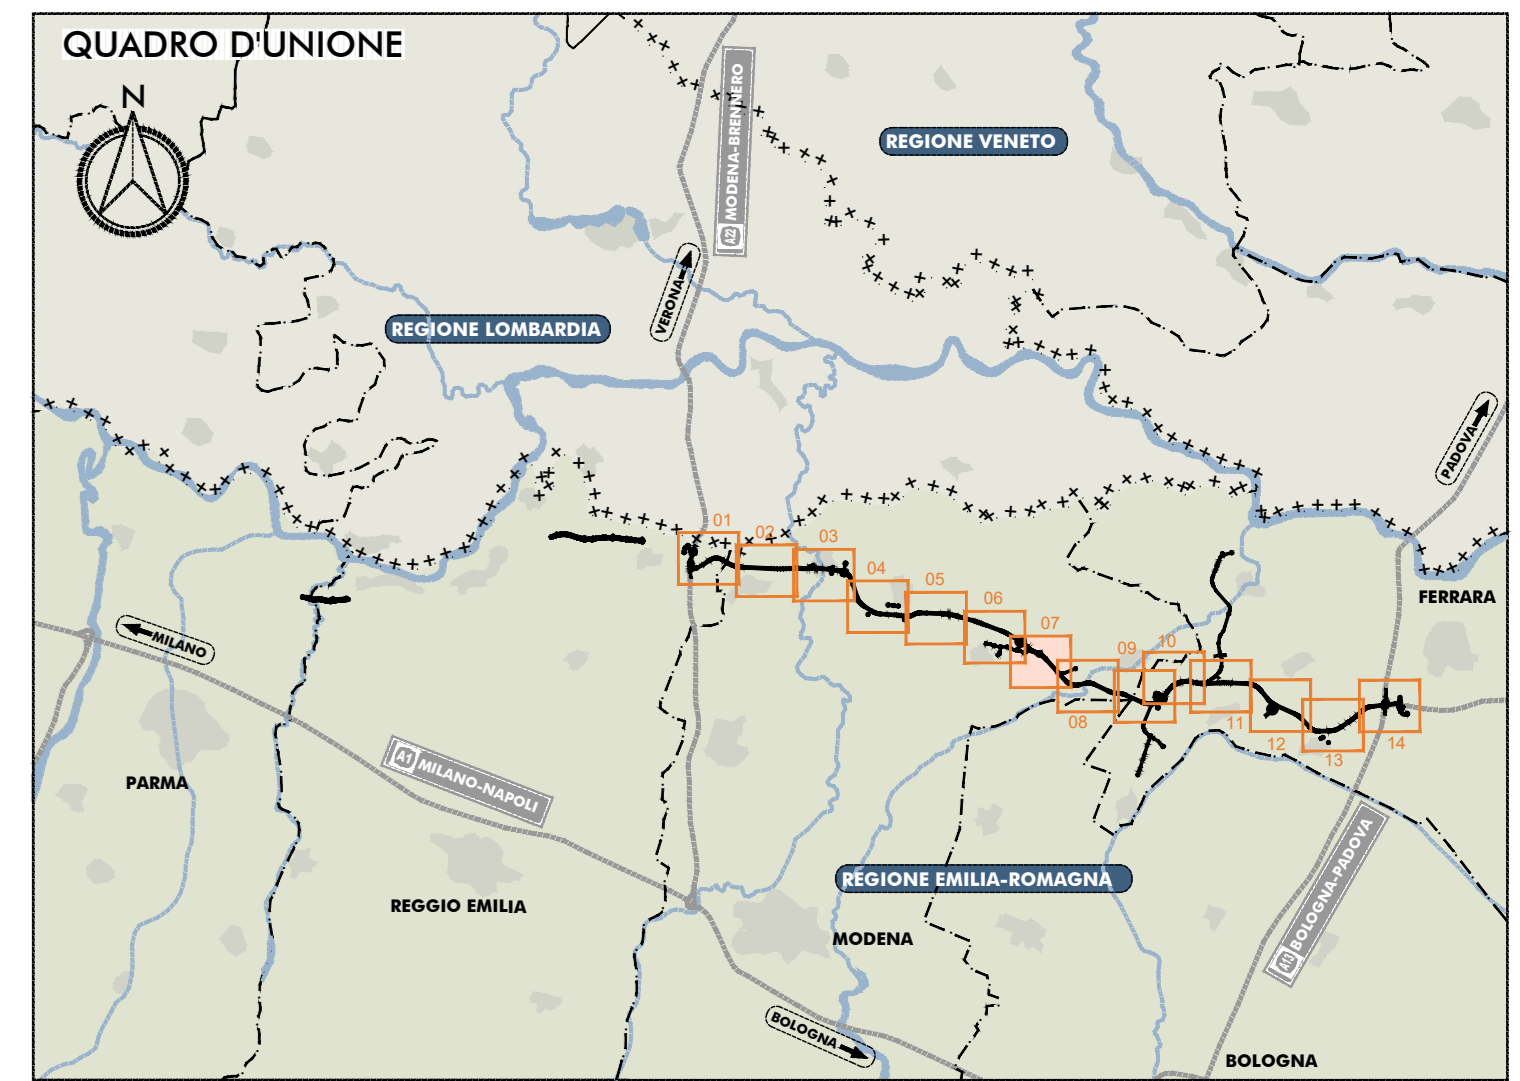 QUADRO D'UNIONE
N
A22 MODENA-BRENNERO
REGIONE VENETO
VERONA
REGIONE LOMBARDIA
PADOVA
01
02
03
04
05
06
07
08
09
10
11
12
13
14
FERRARA
MILANO
A1 MILANO-NAPOLI
PARMA
REGIONE EMILIA-ROMAGNA
A13 BOLOGNA-PADOVA
REGGIO EMILIA
MODENA
BOLOGNA
BOLOGNA